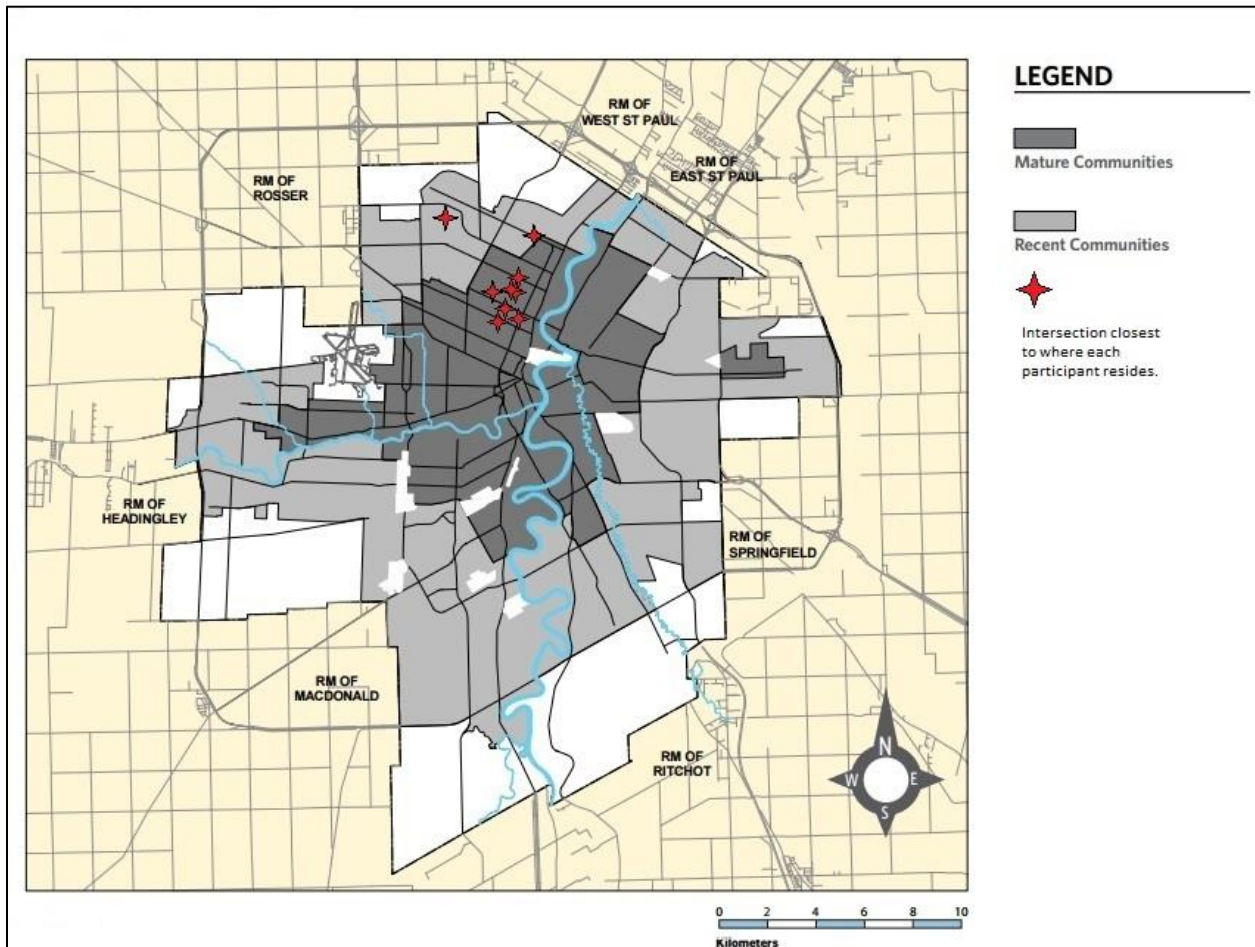 LEGEND
RM OF
WEST ST PAUL
RM OF
EAST ST PAUL
RM OF
ROSSER
Mature Communities
Recent Communities
Intersection closest
to where each
participant resides.
RM OF
HEADINGLEY
RM OF
SPRINGFIELD
RM OF
MACDONALD
RM OF
RITCHOT
N
W E
S
0 2 4 6 8 10
Kilometers